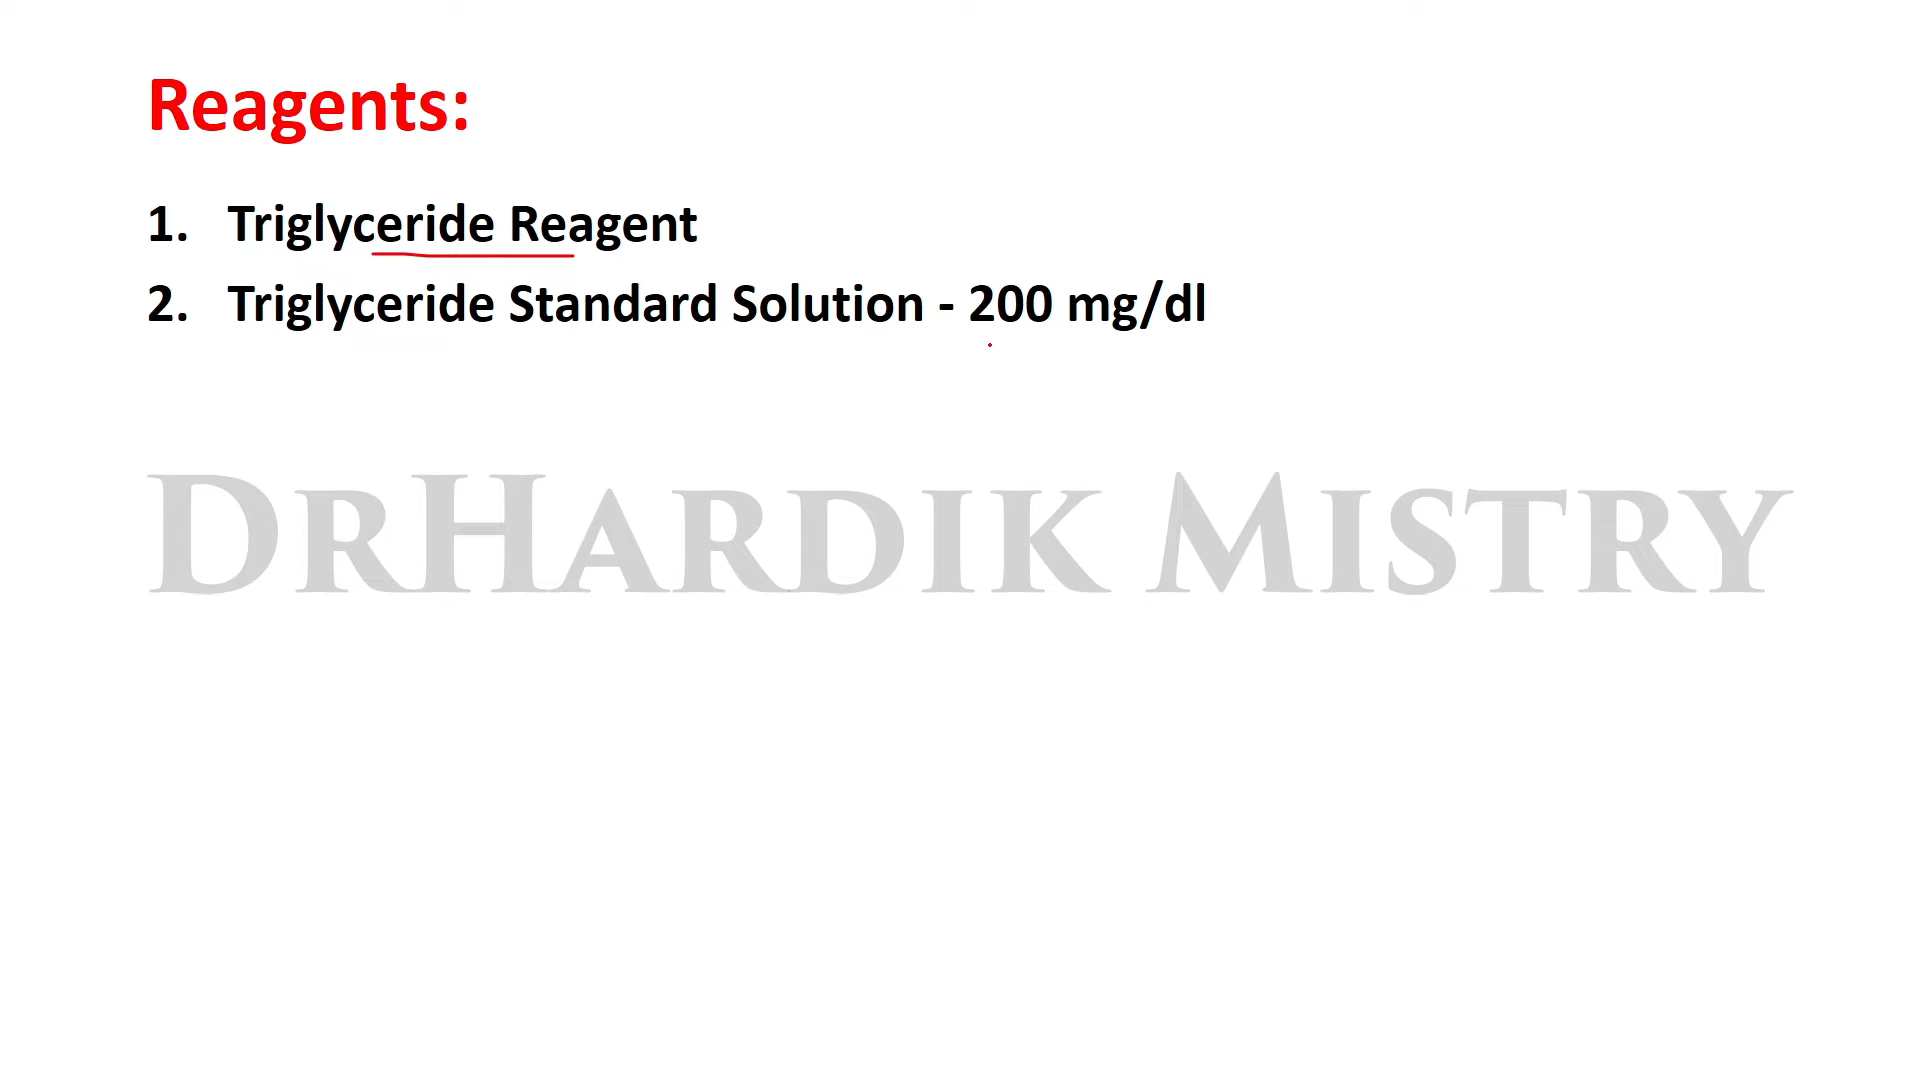 Reagents:
1. Triglyceride Reagent
2. Triglyceride Standard Solution - 200 mg/dl
DrHardik Mistry